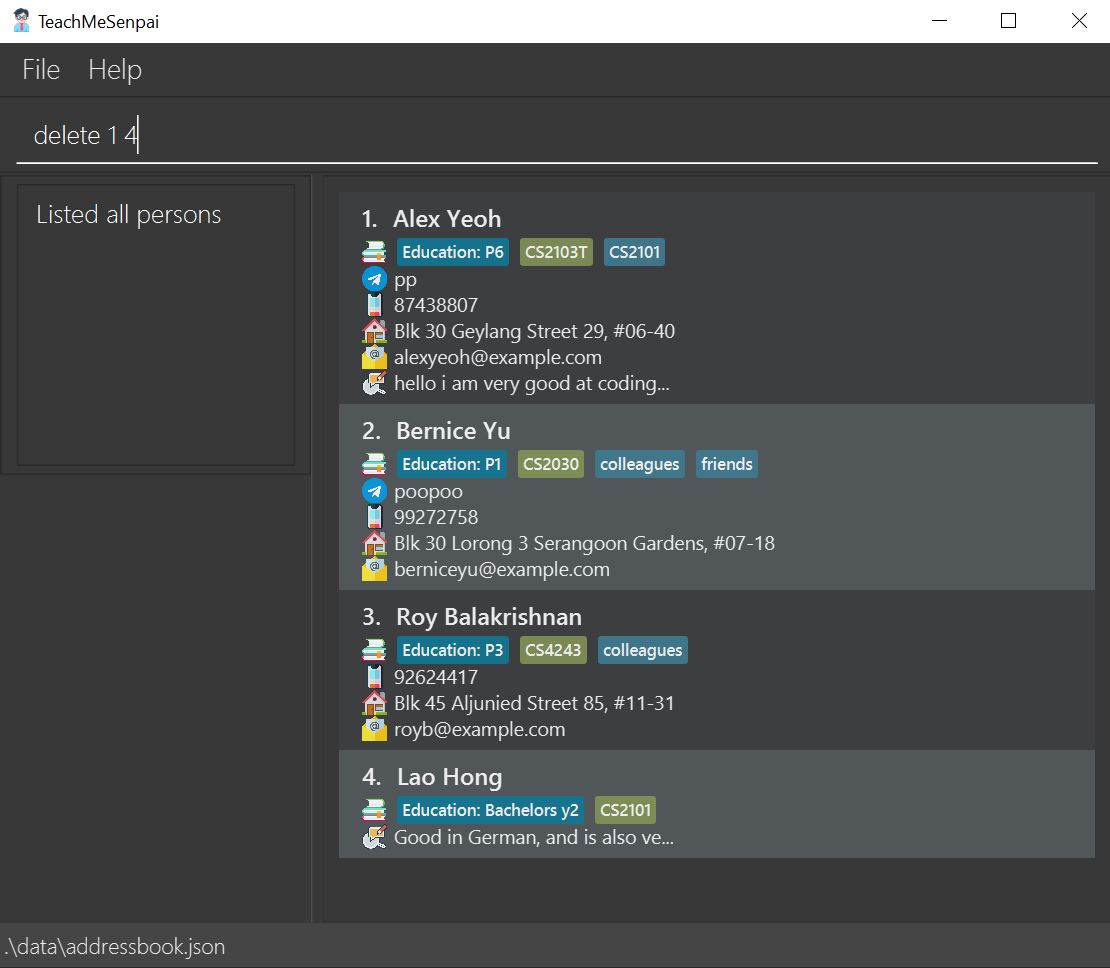 TeachMeSenpai
File Help
delete 1 4
Listed all persons
1. Alex Yeoh
Education: P6 CS2103T CS2101
pp
87438807
Blk 30 Geylang Street 29, #06-40
alexyeoh@example.com
hello i am very good at coding...
2. Bernice Yu
Education: P1 CS2030 colleagues friends
poopoo
99272758
Blk 30 Lorong 3 Serangoon Gardens, #07-18
berniceyu@example.com
3. Roy Balakrishnan
Education: P3 CS4243 colleagues
92624417
Blk 45 Aljunied Street 85, #11-31
royb@example.com
4. Lao Hong
Education: Bachelors y2 CS2101
Good in German, and is also ve...
.\data\addressbook.json